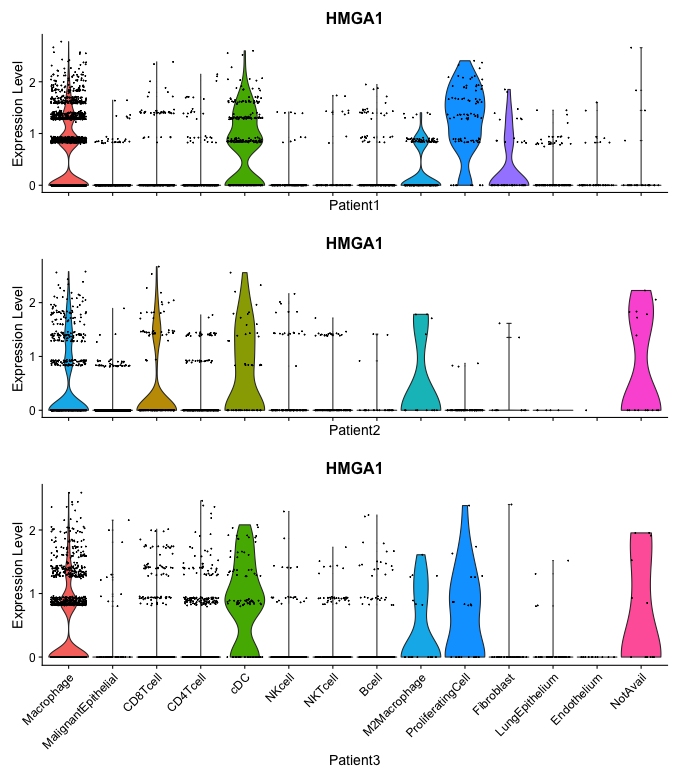 HMGA1
Expression Level
2
1
0
Patient1
HMGA1
Expression Level
2
1
0
Patient2
HMGA1
Expression Level
2
1
0
Macrophage
MalignantEpithelial
CD8Tcell
CD4Tcell
cDC
NKcell
NKTcell
Bcell
M2Macrophage
ProliferatingCell
Fibroblast
LungEpithelium
Endothelium
NotAvail
Patient3